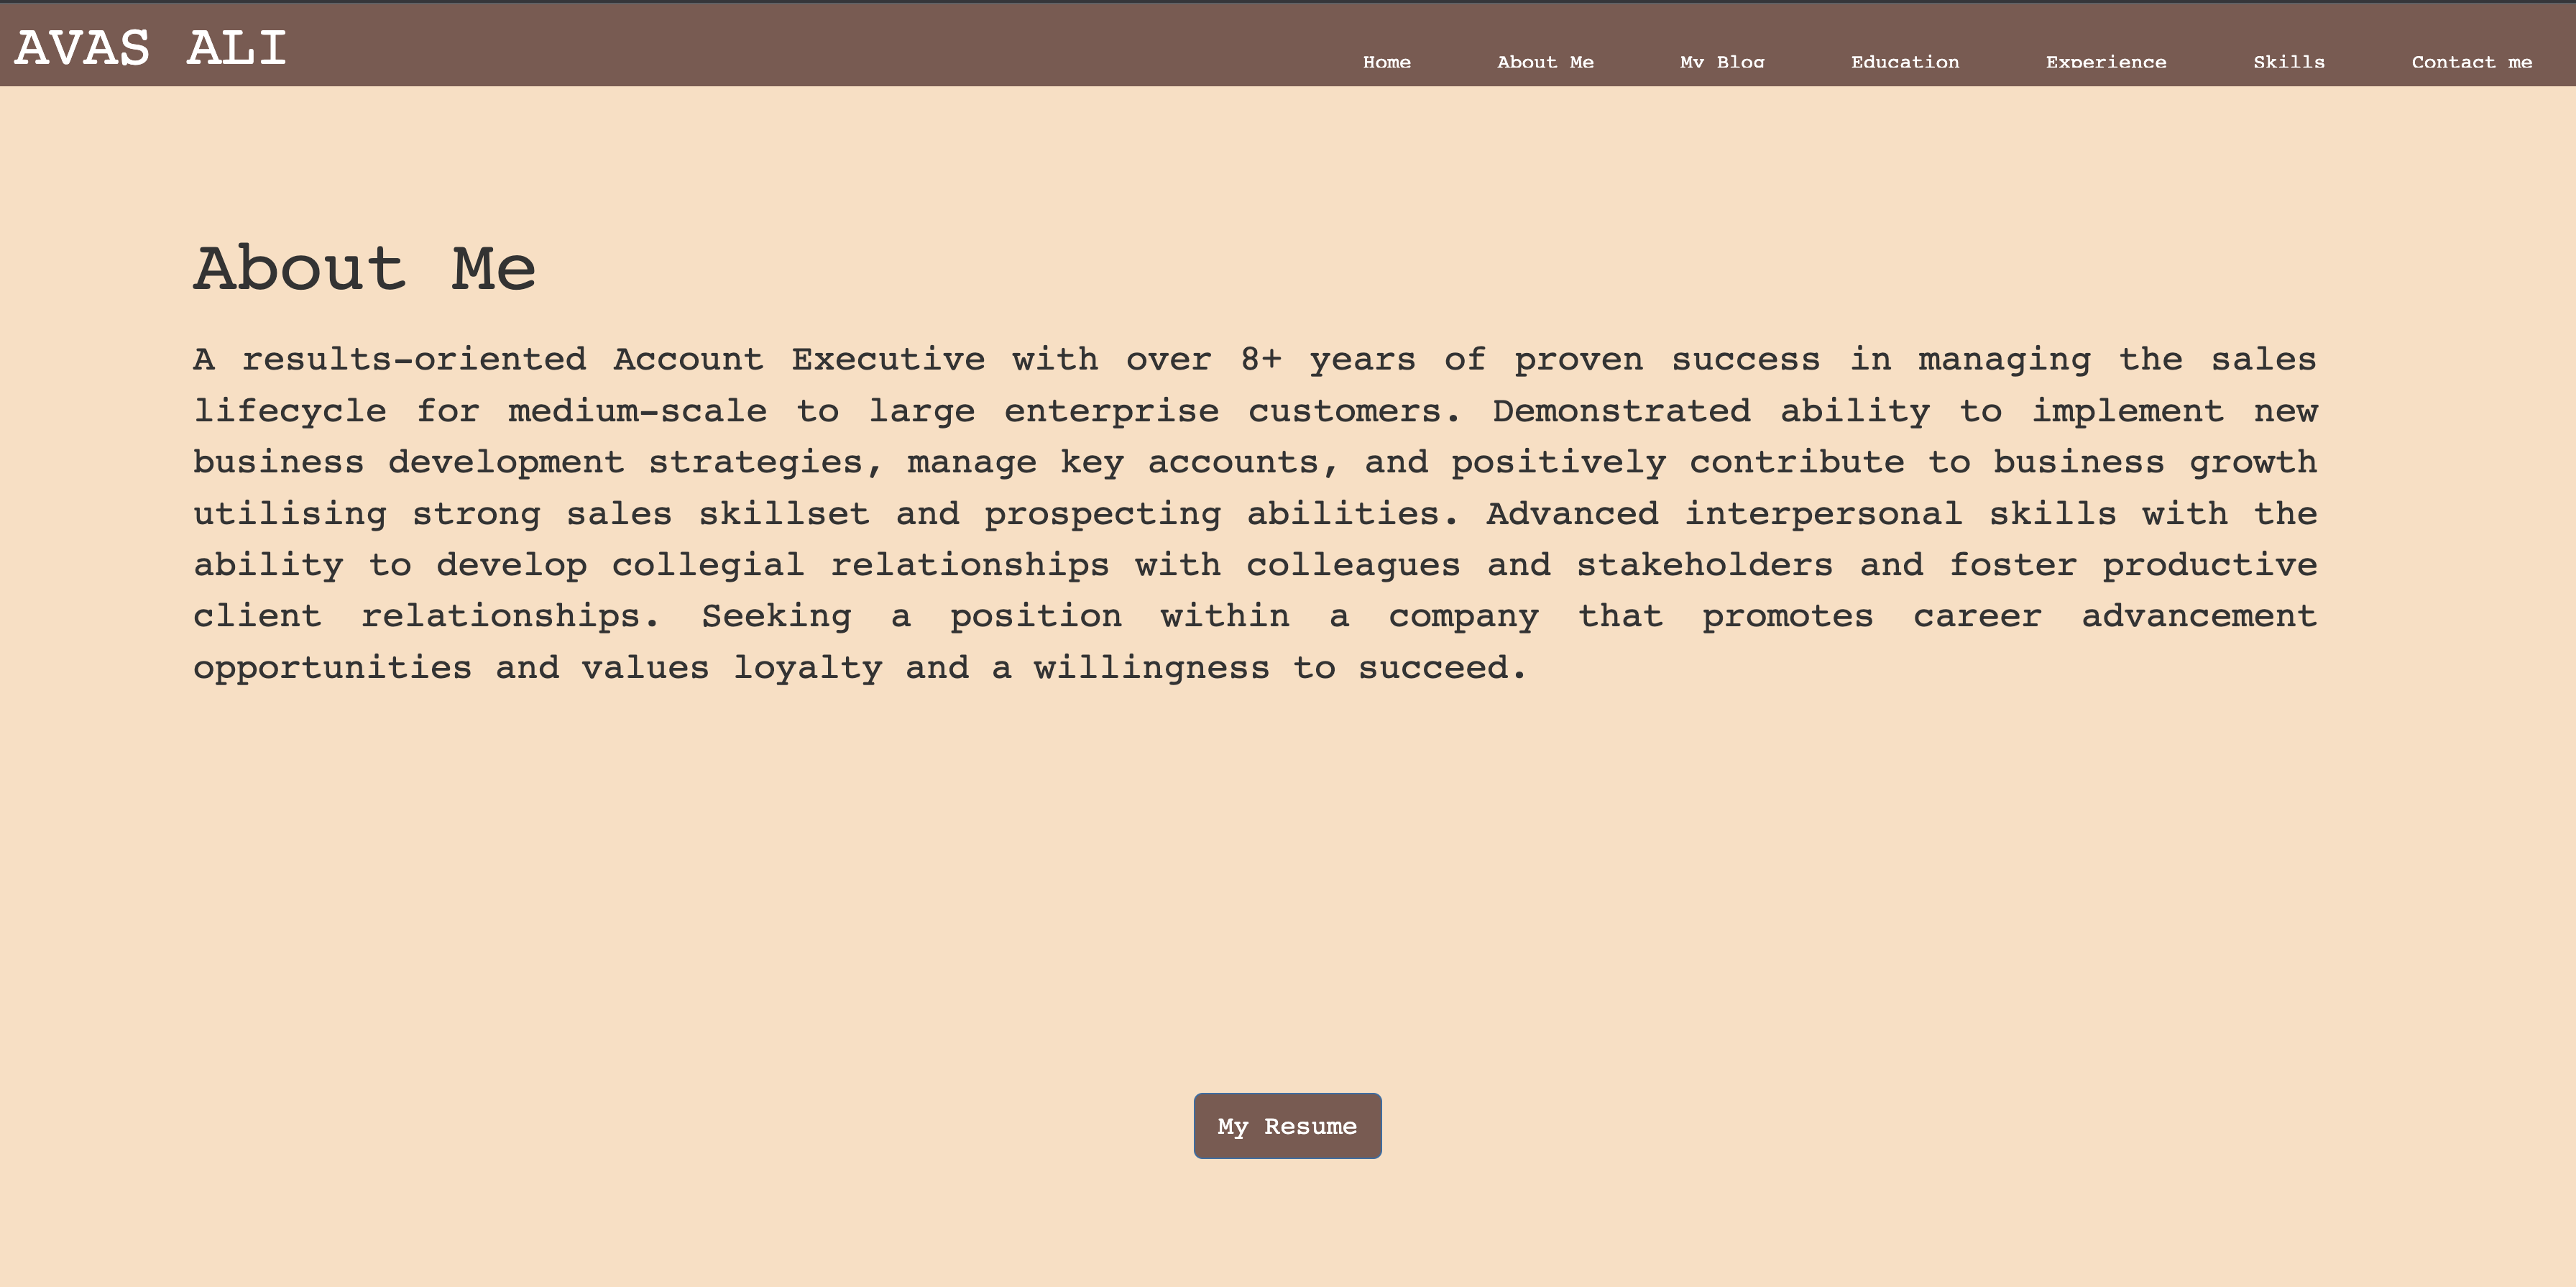 AVAS ALI
Home About Me My Blog Education Experience Skills Contact me
About Me
A results-oriented Account Executive with over 8+ years of proven success in managing the sales
lifecycle for medium-scale to large enterprise customers. Demonstrated ability to implement new
business development strategies, manage key accounts, and positively contribute to business growth
utilising strong sales skillset and prospecting abilities. Advanced interpersonal skills with the
ability to develop collegial relationships with colleagues and stakeholders and foster productive
client relationships. Seeking a position within a company that promotes career advancement
opportunities and values loyalty and a willingness to succeed.
My Resume